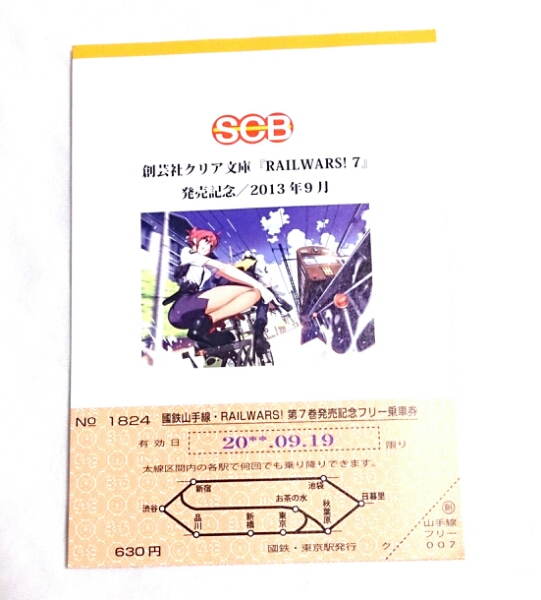 SCB
創芸社クリア文庫『RAILWARS! 7』
発売記念/2013年9月
No 1824 國鉄山手線・RAILWARS! 第7巻発売記念フリー乗車券
有効日 20**.09.19 限り
太線区間内の各駅で何回でも乗り降りできます。
新宿 池袋
渋谷 お茶の水 日暮里
品川 新橋 東京 秋葉原
630円 國鉄・東京駅発行 ク
創
山手線
フリー
007